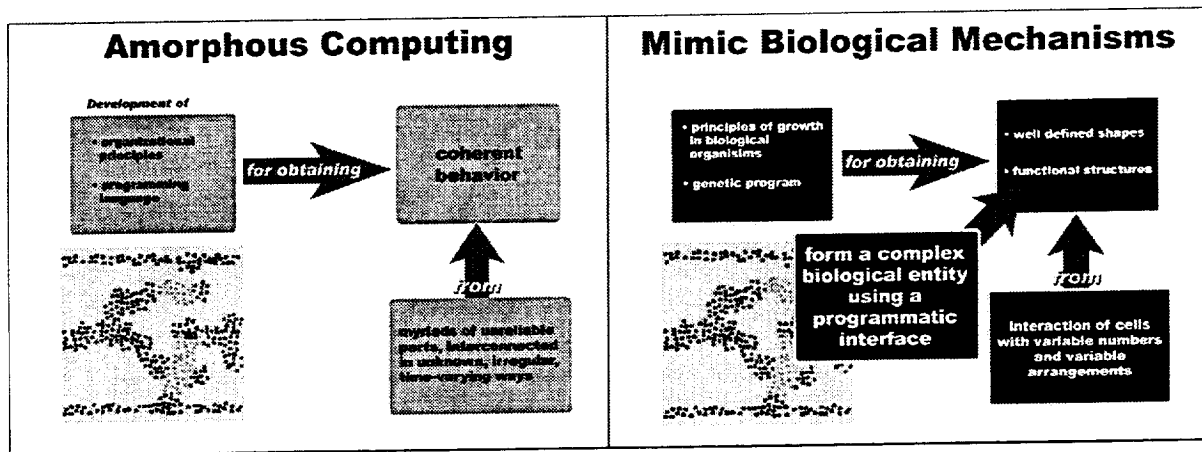 Amorphous Computing
Development of
• organizational
principles
• programming
language
for obtaining
coherent
behavior
from
myriads of unreliable
parts, interconnected
in unknown, irregular,
time-varying ways
Mimic Biological Mechanisms
• principles of growth
in biological
organisims
• genetic program
for obtaining
• well defined shapes
• functional structures
form a complex
biological entity
using a
programmatic
interface
from
Interaction of cells
with variable numbers
and variable
arrangements